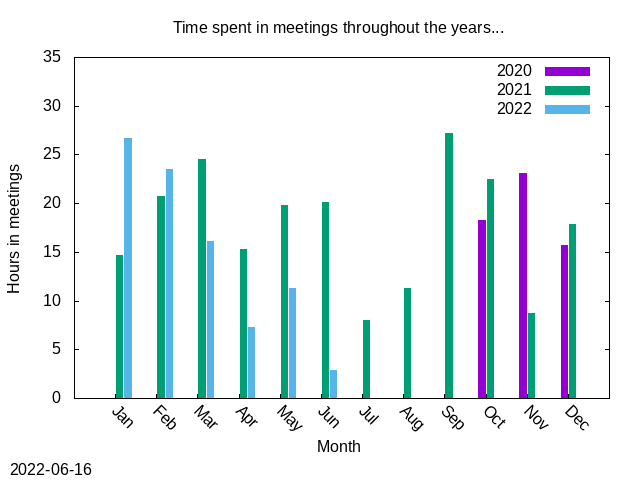 Time spent in meetings throughout the years...
2020
2021
2022
35
30
25
20
15
10
5
0
Hours in meetings
Jan
Feb
Mar
Apr
May
Jun
Jul
Aug
Sep
Oct
Nov
Dec
Month
2022-06-16